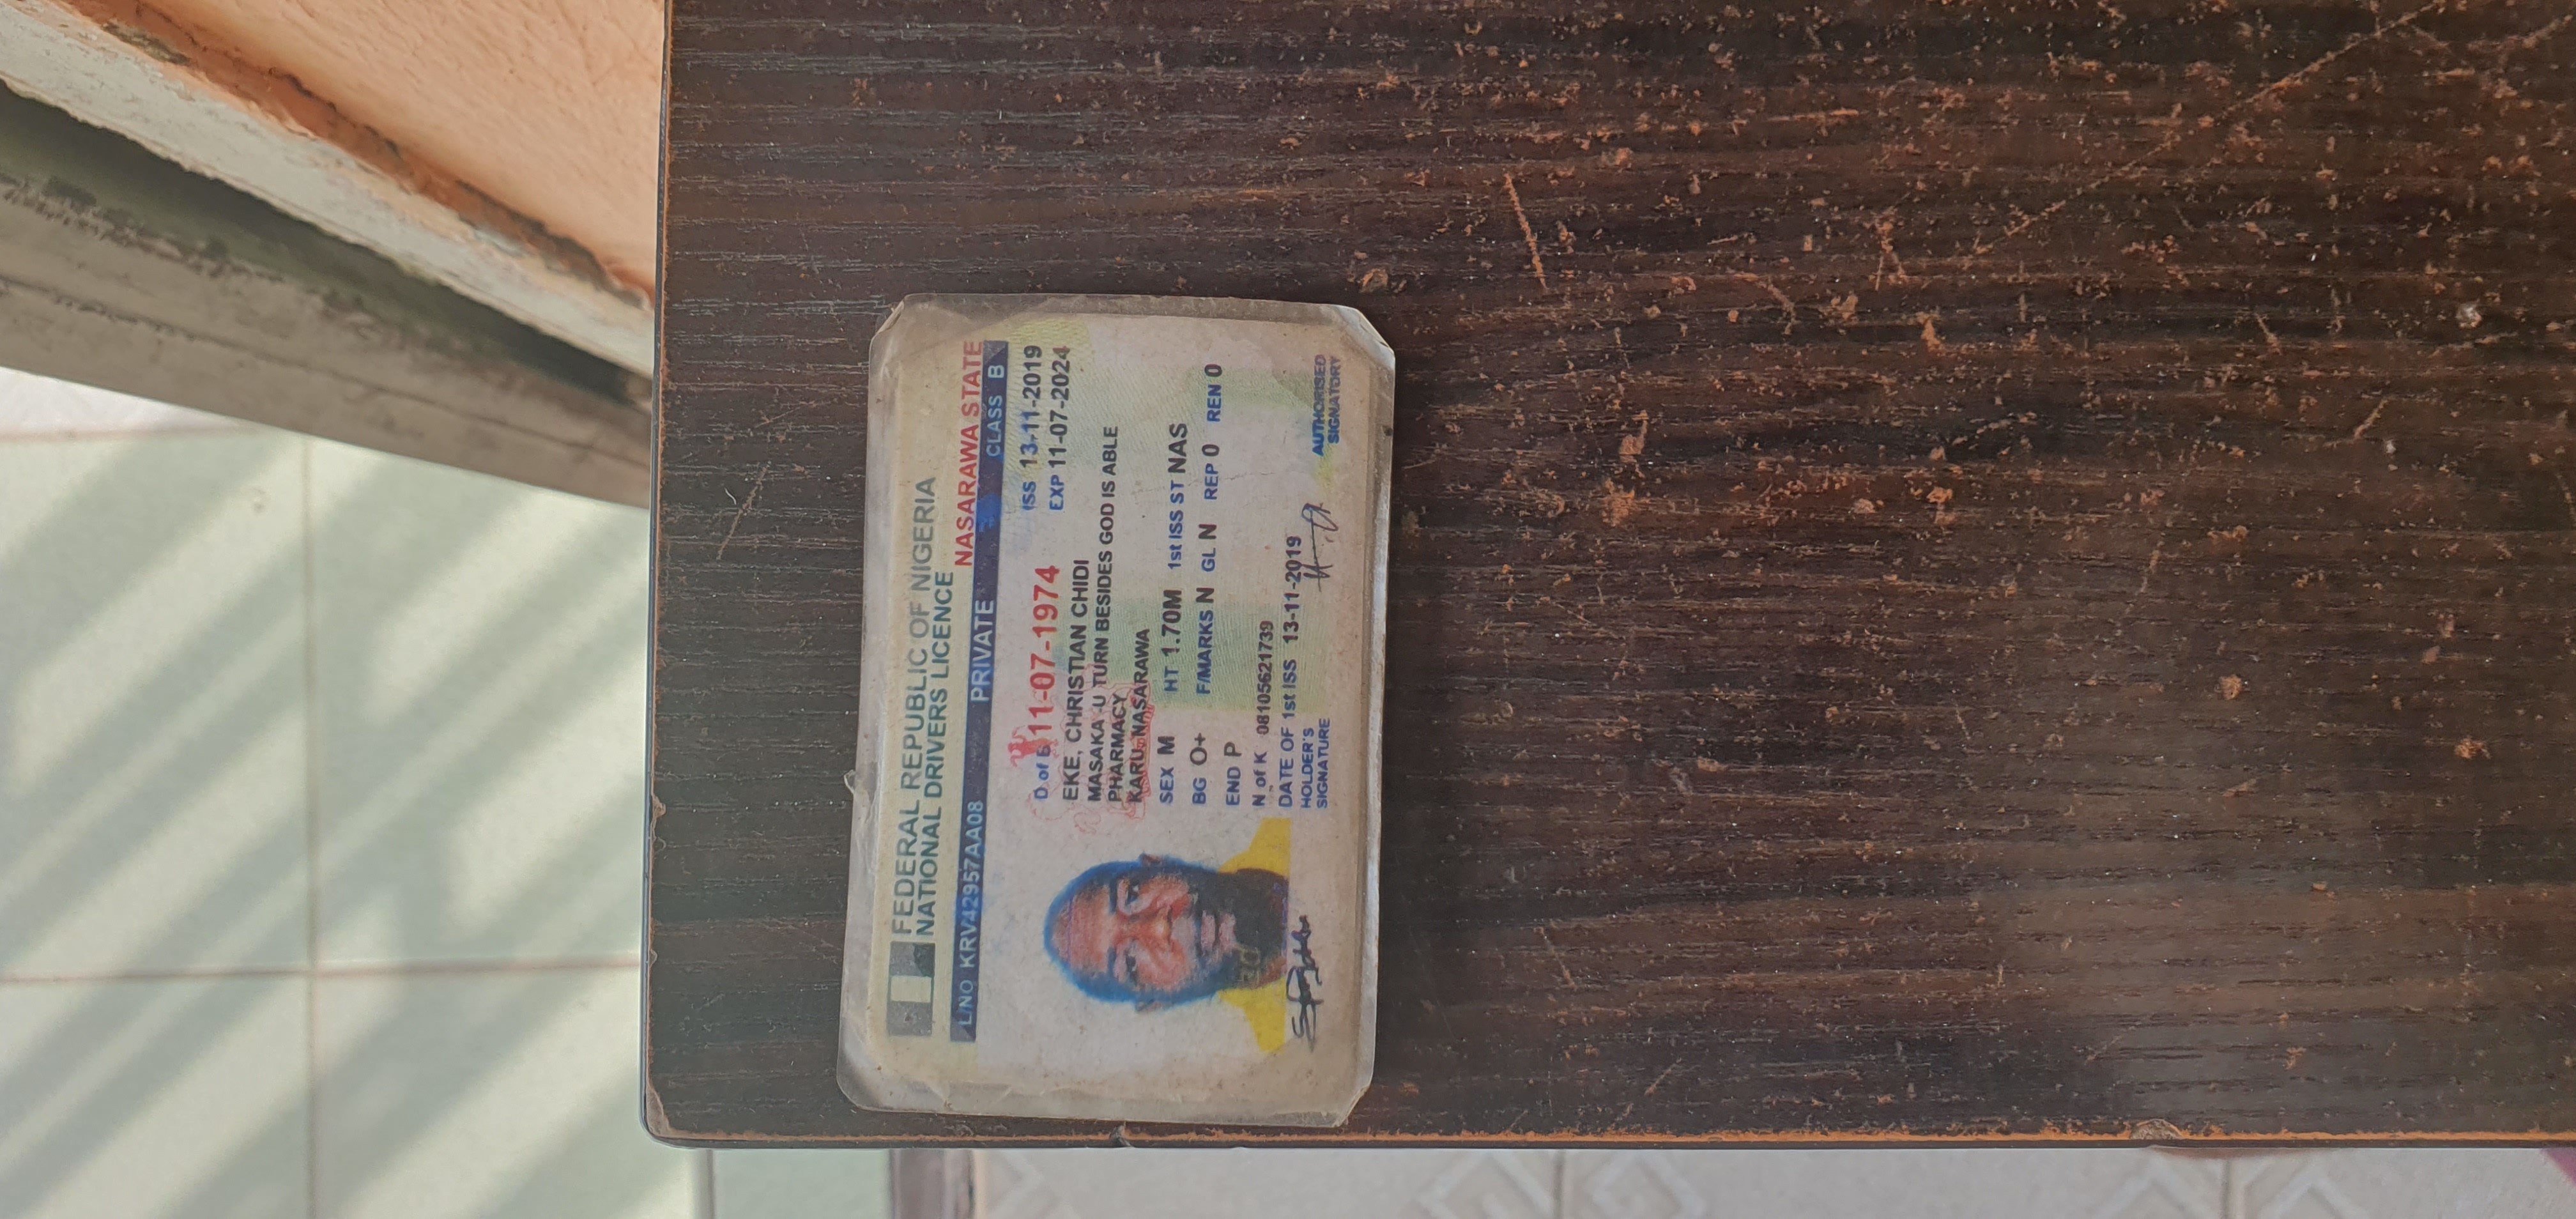 FEDERAL REPUBLIC OF NIGERIA
NATIONAL DRIVERS LICENCE
NASARAWA STATE
L/NO KRV42957AA08 PRIVATE CLASS B
D of B 11-07-1974 ISS 13-11-2019
EKE, CHRISTIAN CHIDI EXP 11-07-2024
MASAKA -U TURN BESIDES GOD IS ABLE
PHARMACY
KARU, NASARAWA
SEX M HT 1.70M 1st ISS ST NAS
BG O+ F/MARKS N GL N REP 0 REN 0
END P
N of K 08105621739
DATE OF 1st ISS 13-11-2019
HOLDER'S
SIGNATURE
AUTHORISED
SIGNATORY